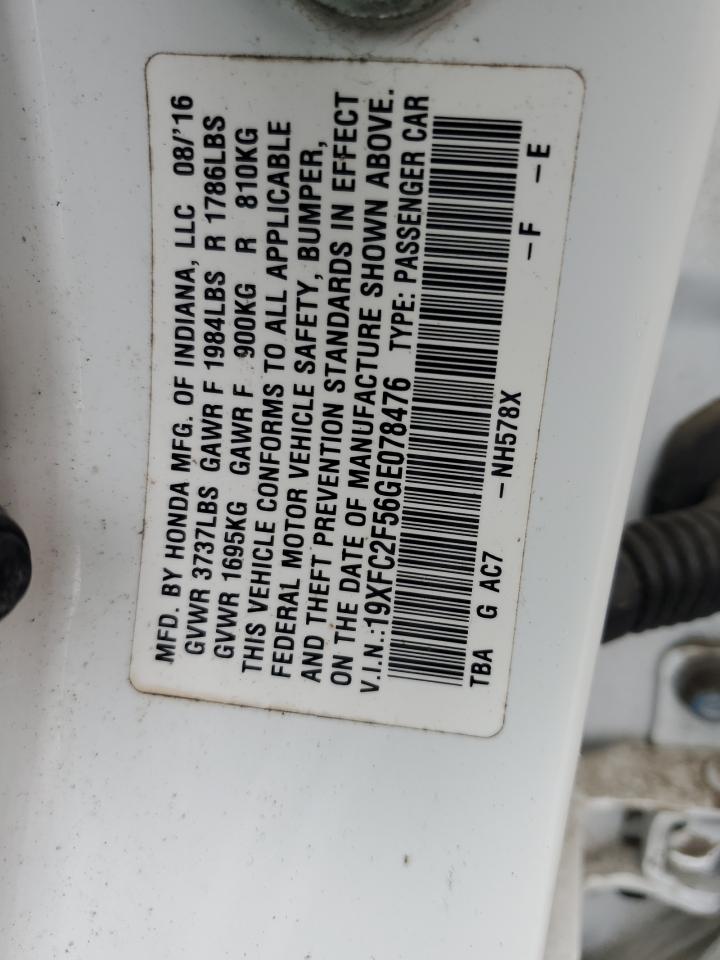 MFD. BY HONDA MFG. OF INDIANA, LLC 08/'16
GVWR 3737LBS GAWR F 1984LBS R 1786LBS
GVWR 1695KG GAWR F 900KG R 810KG
THIS VEHICLE CONFORMS TO ALL APPLICABLE
FEDERAL MOTOR VEHICLE SAFETY, BUMPER,
AND THEFT PREVENTION STANDARDS IN EFFECT
ON THE DATE OF MANUFACTURE SHOWN ABOVE.
V.I.N.:19XFC2F56GE078476 TYPE: PASSENGER CAR
TBA G AC7 -NH578X -F -E